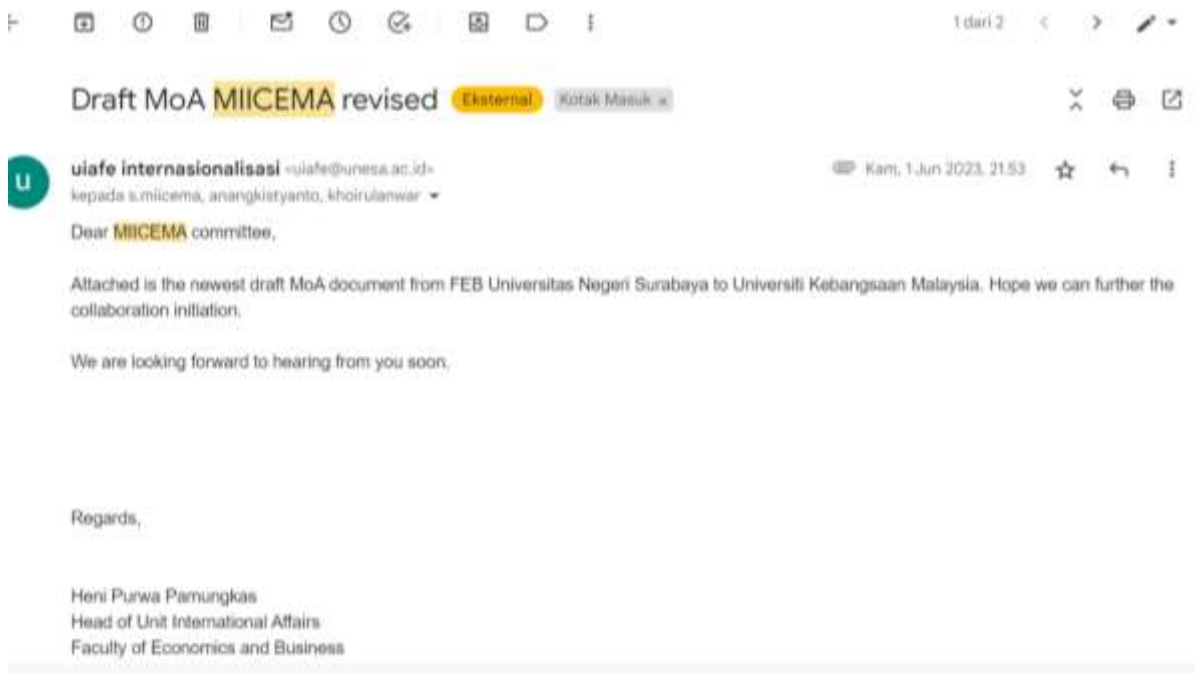 1 dari 2
Draft MoA MIICEMA revised Eksternal Kotak Masuk x
uiafe internasionalisasi <uiafe@unesa.ac.id>
Kam, 1 Jun 2023, 21.53
kepada s.miicema, anangkistyanto, khoirulanwar
Dear MIICEMA committee,
Attached is the newest draft MoA document from FEB Universitas Negeri Surabaya to Universiti Kebangsaan Malaysia. Hope we can further the
collaboration initiation.
We are looking forward to hearing from you soon.
Regards,
Heni Purwa Pamungkas
Head of Unit International Affairs
Faculty of Economics and Business
u